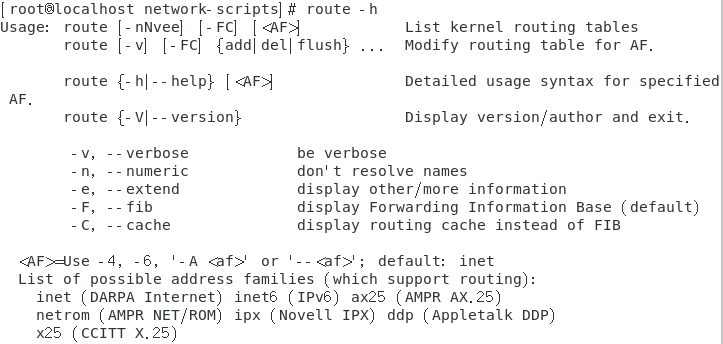 [root@localhost network-scripts]# route -h
Usage: route [-nNvee] [-FC] [<AF>]           List kernel routing tables
       route [-v] [-FC] {add|del|flush} ...  Modify routing table for AF.
       route {-h|--help} [<AF>]              Detailed usage syntax for specified
 AF.
       route {-V|--version}                  Display version/author and exit.
        -v, --verbose            be verbose
        -n, --numeric            don't resolve names
        -e, --extend             display other/more information
        -F, --fib                display Forwarding Information Base (default)
        -C, --cache              display routing cache instead of FIB
  <AF>=Use -4, -6, '-A <af>' or '--<af>'; default: inet
  List of possible address families (which support routing):
    inet (DARPA Internet) inet6 (IPv6) ax25 (AMPR AX.25)
    netrom (AMPR NET/ROM) ipx (Novell IPX) ddp (Appletalk DDP)
    x25 (CCITT X.25)